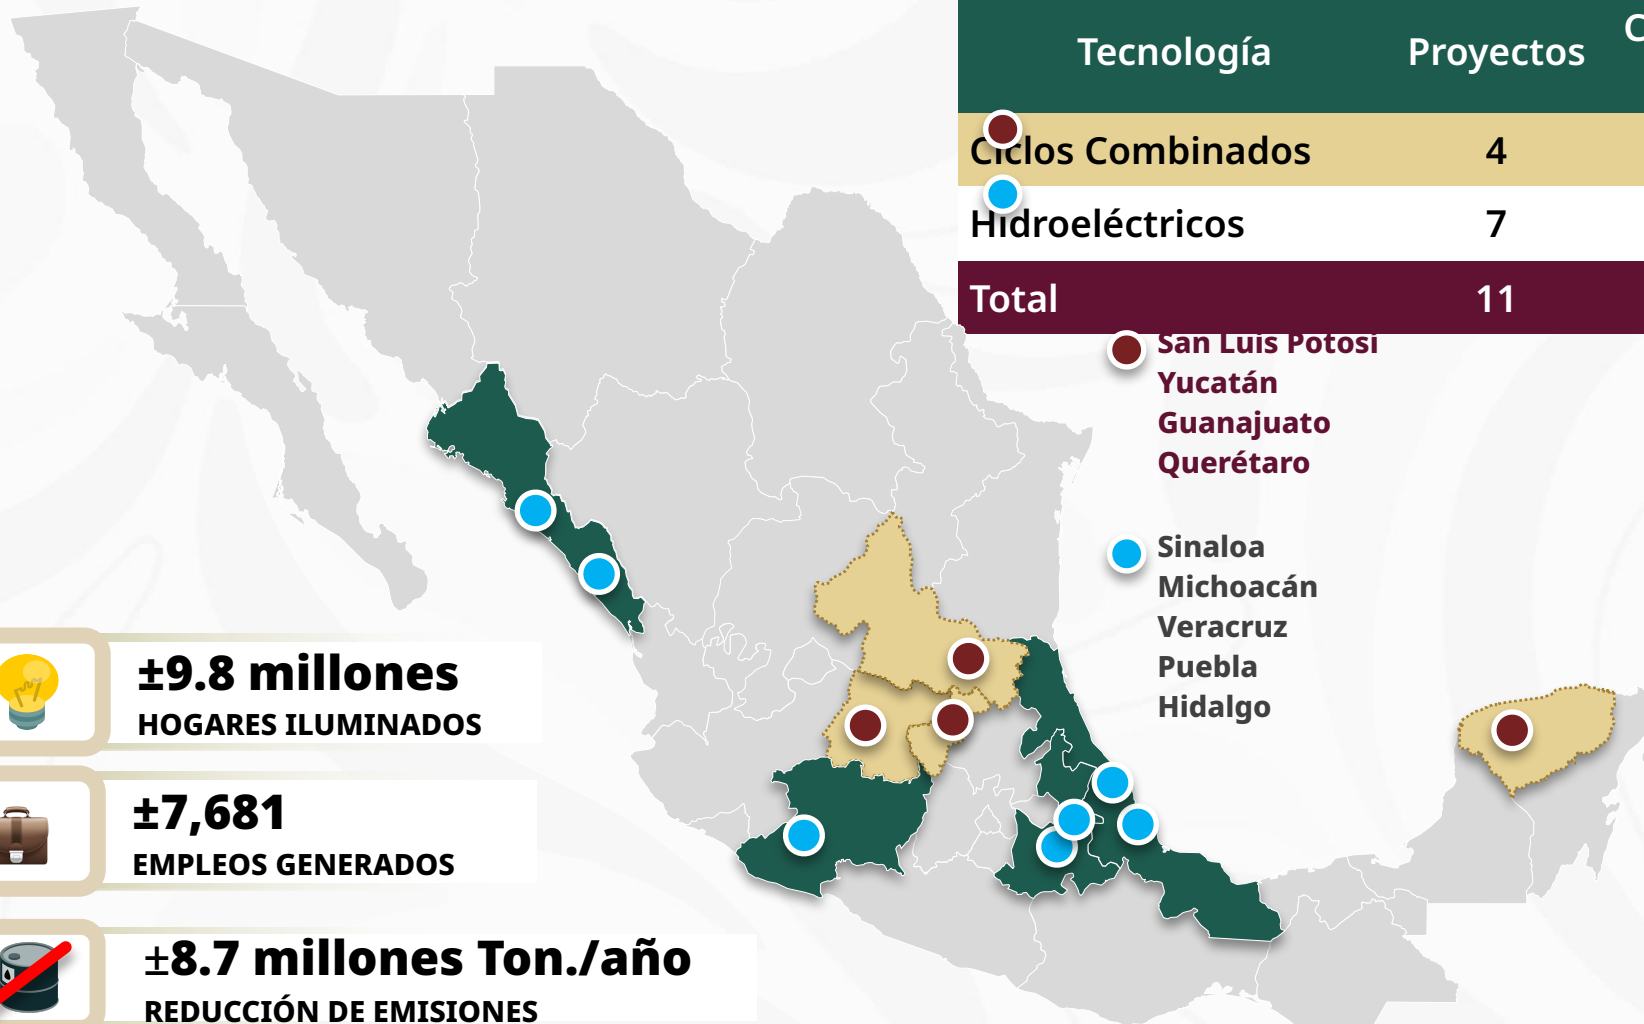 Tecnología Proyectos C
Ciclos Combinados 4
Hidroeléctricos 7
Total 11
San Luis Potosí
Yucatán
Guanajuato
Querétaro
Sinaloa
Michoacán
Veracruz
Puebla
Hidalgo
±9.8 millones
HOGARES ILUMINADOS
±7,681
EMPLEOS GENERADOS
±8.7 millones Ton./año
REDUCCIÓN DE EMISIONES